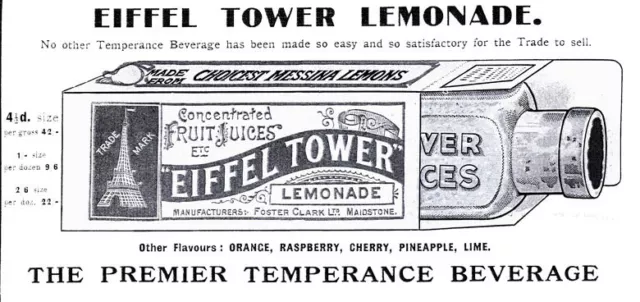 EIFFEL TOWER LEMONADE.
No other Temperance Beverage has been made so easy and so satisfactory for the Trade to sell.
MADE FROM CHOICEST MESSINA LEMONS
4½d. size
per gross 42 -
1 - size
per dozen 9 6
2 6 size
per doz. 22 -
TRADE MARK
Concentrated
FRUIT JUICES
ETC
"EIFFEL TOWER"
LEMONADE
MANUFACTURERS:- FOSTER CLARK LTD. MAIDSTONE.
VER
CES
Other Flavours : ORANGE, RASPBERRY, CHERRY, PINEAPPLE, LIME.
THE PREMIER TEMPERANCE BEVERAGE